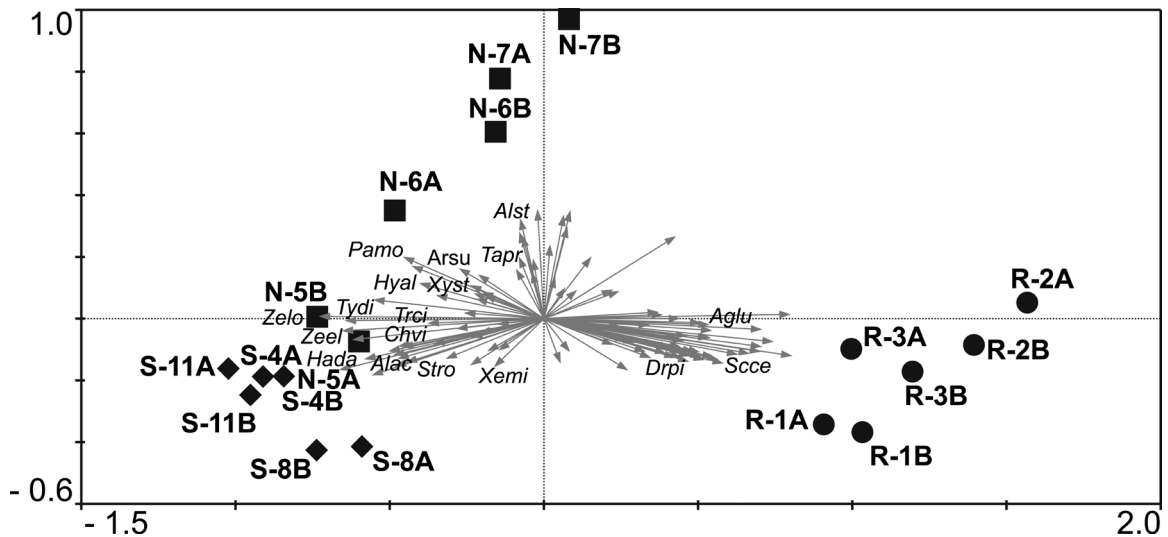 1.0
N-7B
N-7A
N-6B
N-6A
Alst
Pamo
Arsu
Tapr
Hyal
Xyst
R-2A
N-5B
Tydi
Zelo
Trci
Aglu
Zeel
Chvi
R-3A
R-2B
Hada
Alac
Stro
Xemi
Drpi
Scce
S-11A
S-4A
N-5A
S-4B
R-3B
S-11B
R-1A
R-1B
S-8B
S-8A
- 0.6
- 1.5
2.0